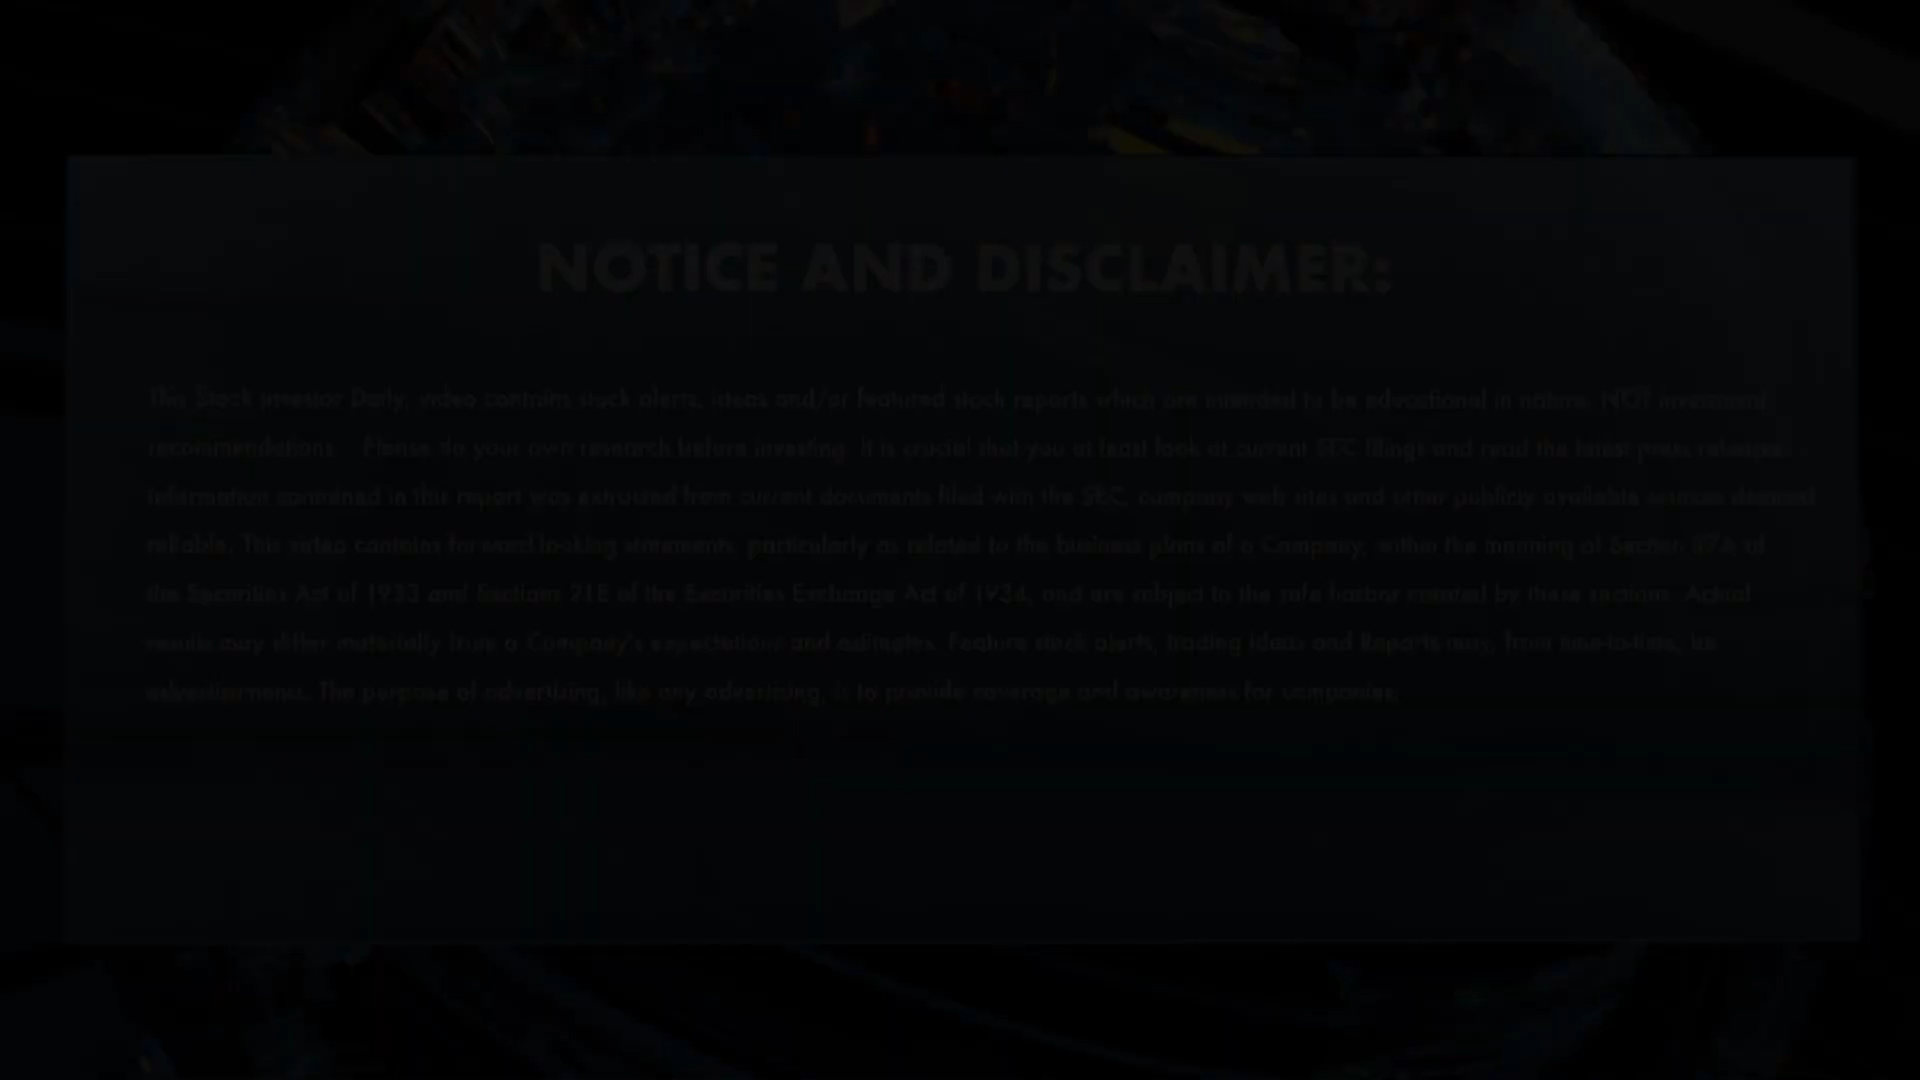 NOTICE AND DISCLAIMER:
This Stock Investor Daily, video contains stock alerts, ideas and/or featured stock reports which are intended to be educational in nature, NOT investment
recommendations. Please do your own research before investing. It is crucial that you at least look at current SEC filings and read the latest press releases.
Information contained in this report was extracted from current documents filed with the SEC, company web sites and other publicly available sources deemed
reliable. This video contains forward looking statements, particularly as related to the business plans of a Company, within the meaning of Section 27A of
the Securities Act of 1933 and Sections 21E of the Securities Exchange Act of 1934, and are subject to the safe harbor created by these sections. Actual
results may differ materially from a Company's expectations and estimates. Feature stock alerts, trading ideas and Reports may, from time-to-time, be
advertisements. The purpose of advertising, like any advertising, is to provide coverage and awareness for companies.